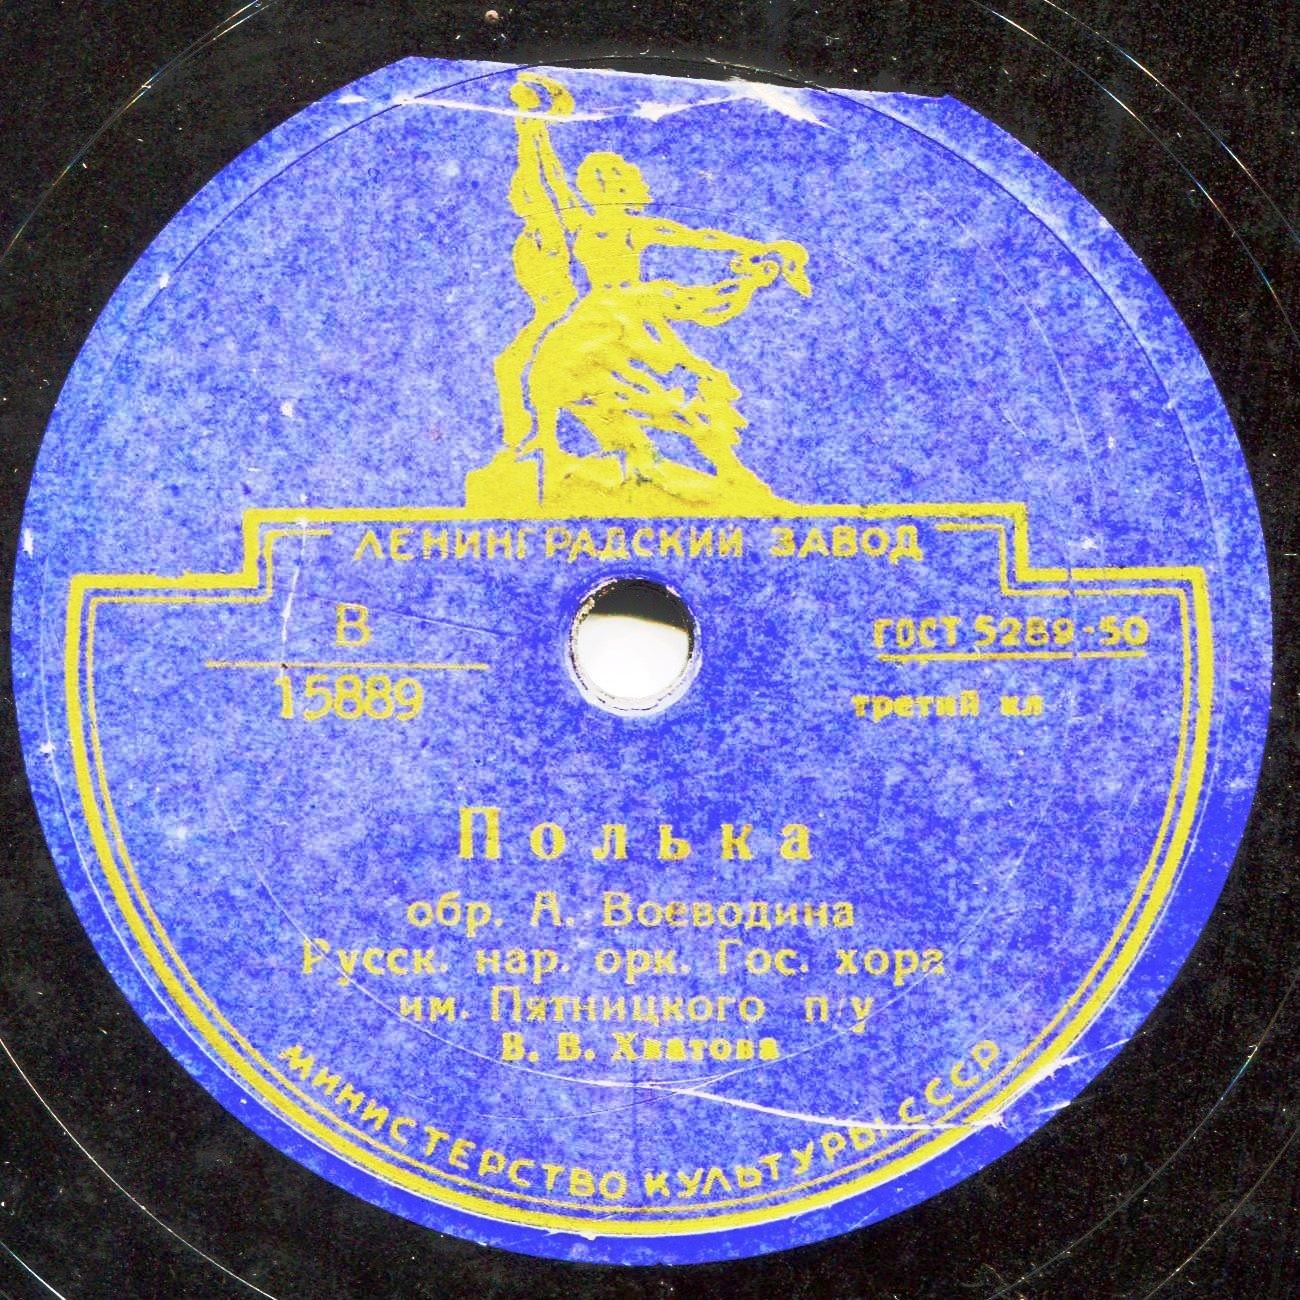 ЛЕНИНГРАДСКИЙ ЗАВОД
В
15889
ГОСТ 5289-50
третий кл
Полька
обр. А. Воеводина
Русск. нар. орк. Гос. хора
им. Пятницкого п/у
В. В. Хватова
МИНИСТЕРСТВО КУЛЬТУРЫ СССР